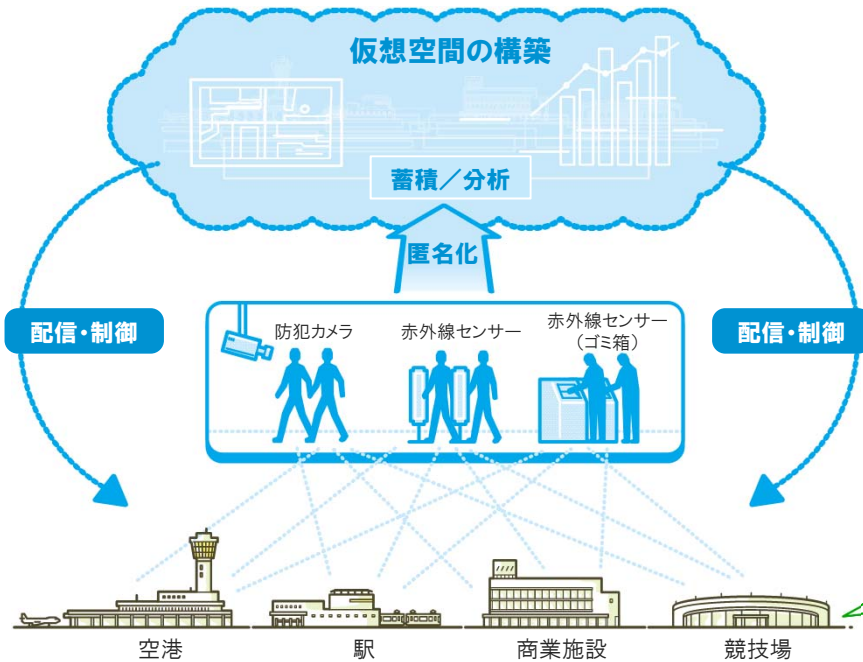 仮想空間の構築
蓄積／分析
匿名化
配信・制御
配信・制御
防犯カメラ
赤外線センサー
赤外線センサー
（ゴミ箱）
空港
駅
商業施設
競技場